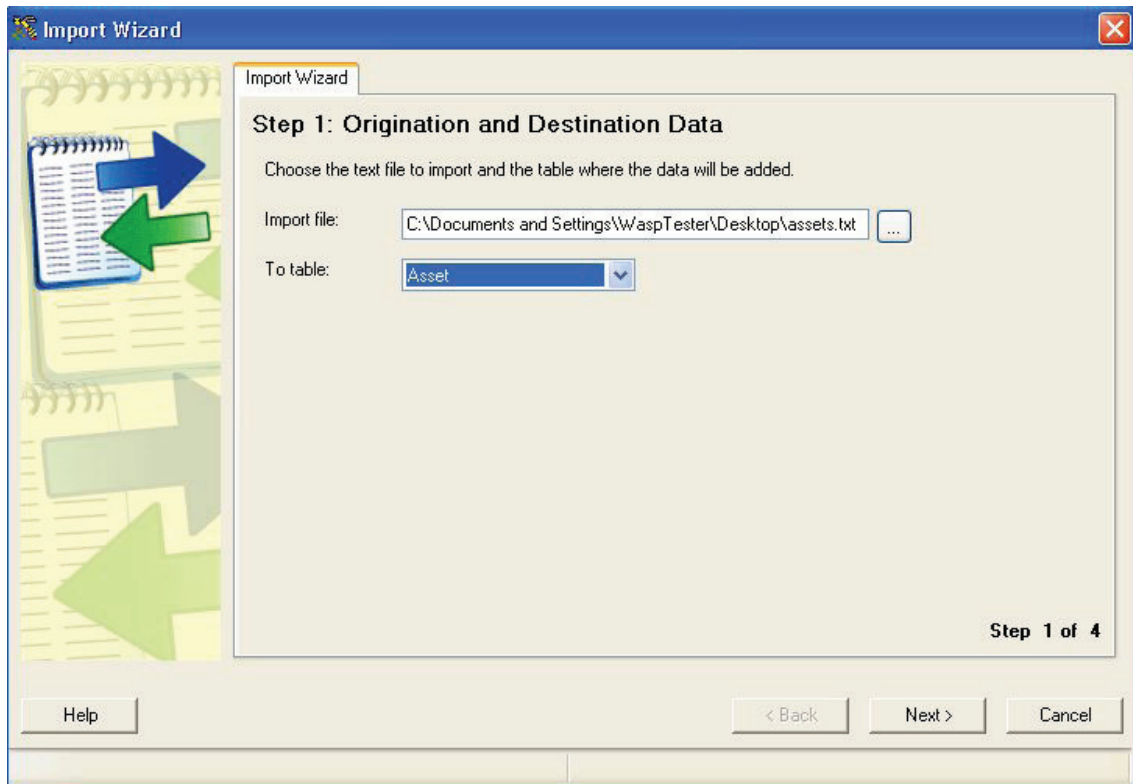 Import Wizard
Import Wizard
Step 1: Origination and Destination Data
Choose the text file to import and the table where the data will be added.
Import file: C:\Documents and Settings\WaspTester\Desktop\assets.txt ...
To table: Asset
Step 1 of 4
Help < Back Next > Cancel